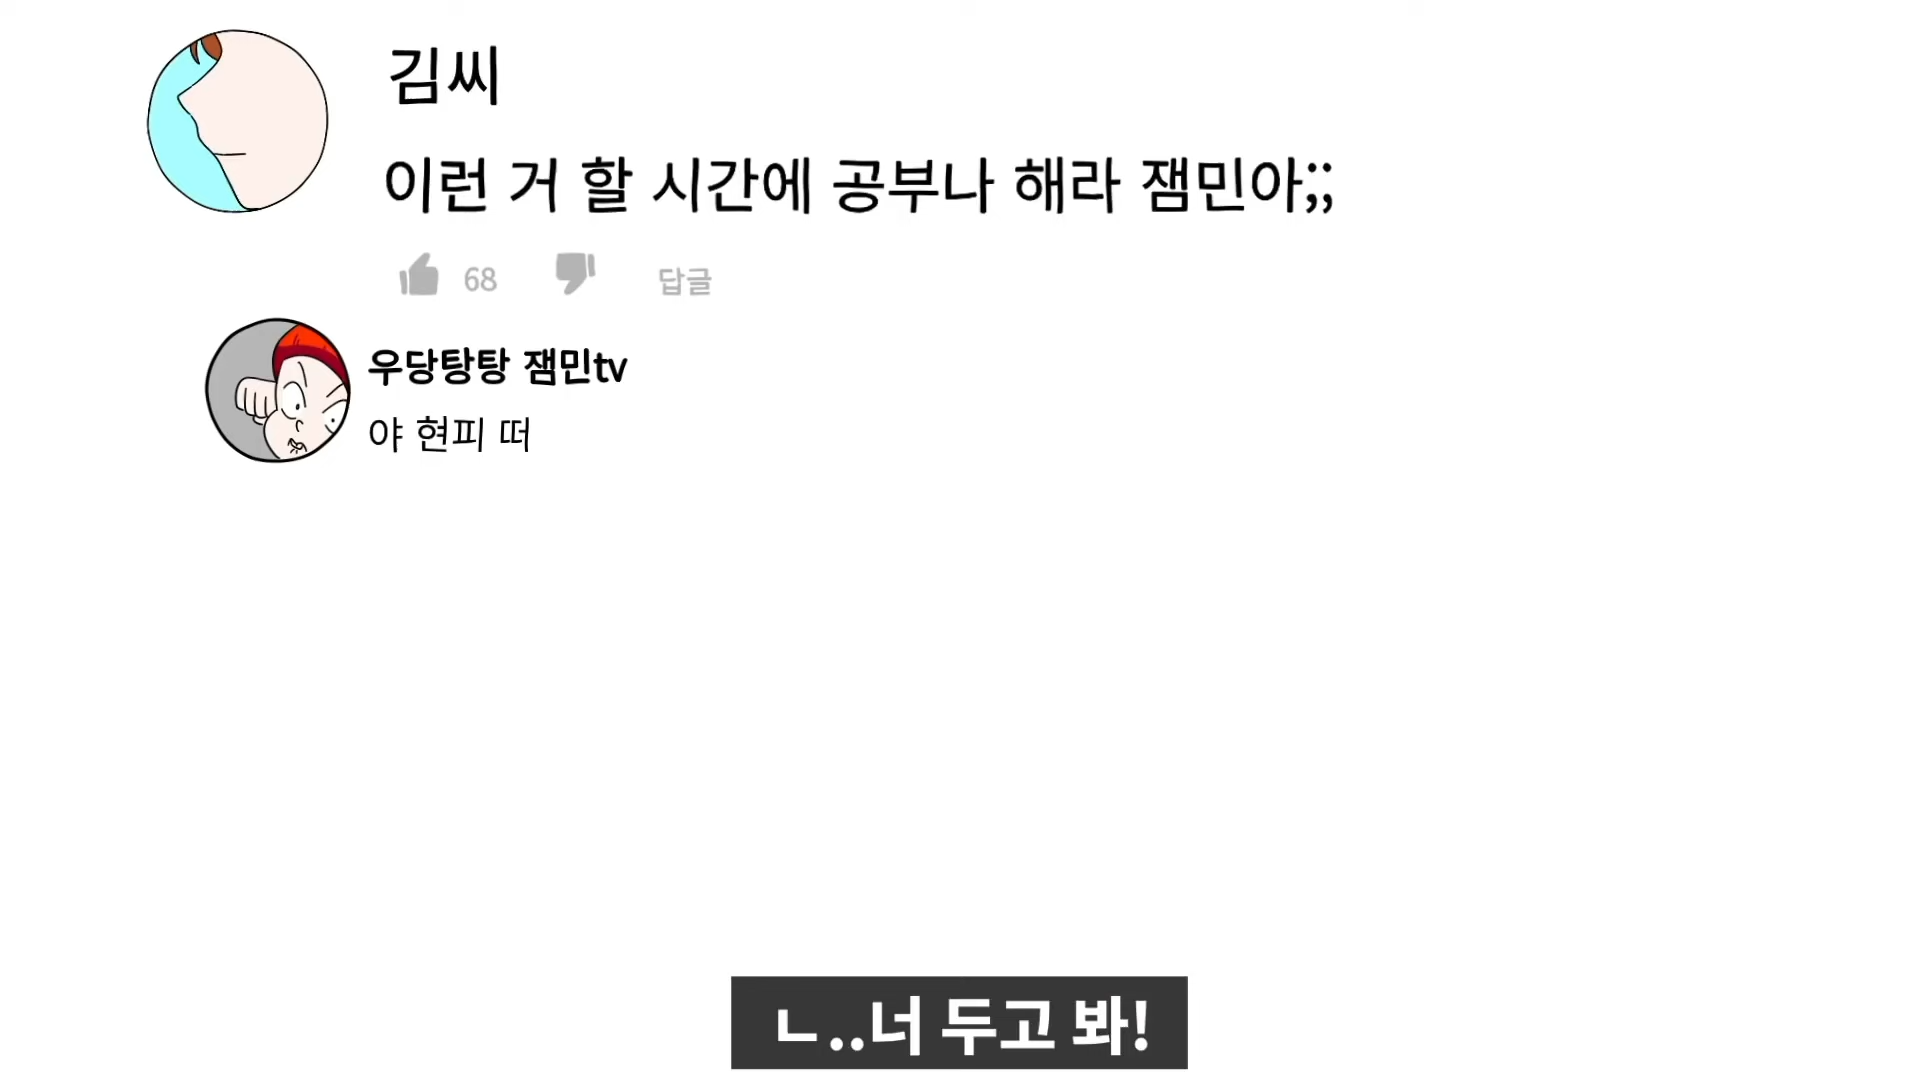 김씨
이런 거 할 시간에 공부나 해라 잼민아;;
68 답글
우당탕탕 잼민tv
야 현피 떠
ㄴ..너 두고 봐!